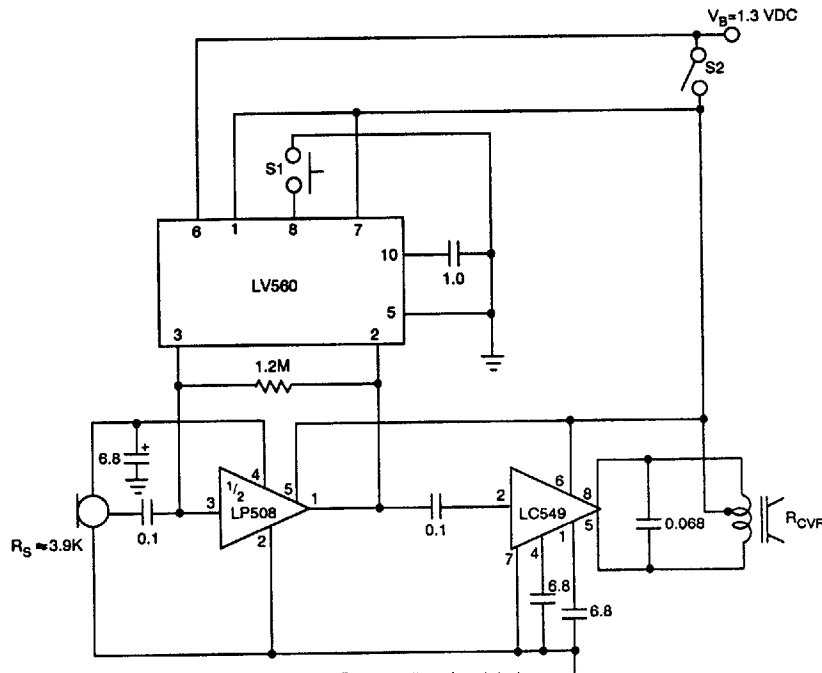 V_B=1.3 VDC
S2
S1
6 1 8 7
10
1.0
LV560
5
3 2
1.2M
6.8 +
4
5
1/2
3 LP508 1
2
0.1
R_S ≈3.9K
0.1
6
8
2 LC549
5
1
4
7
6.8
6.8
0.068
R_CVR